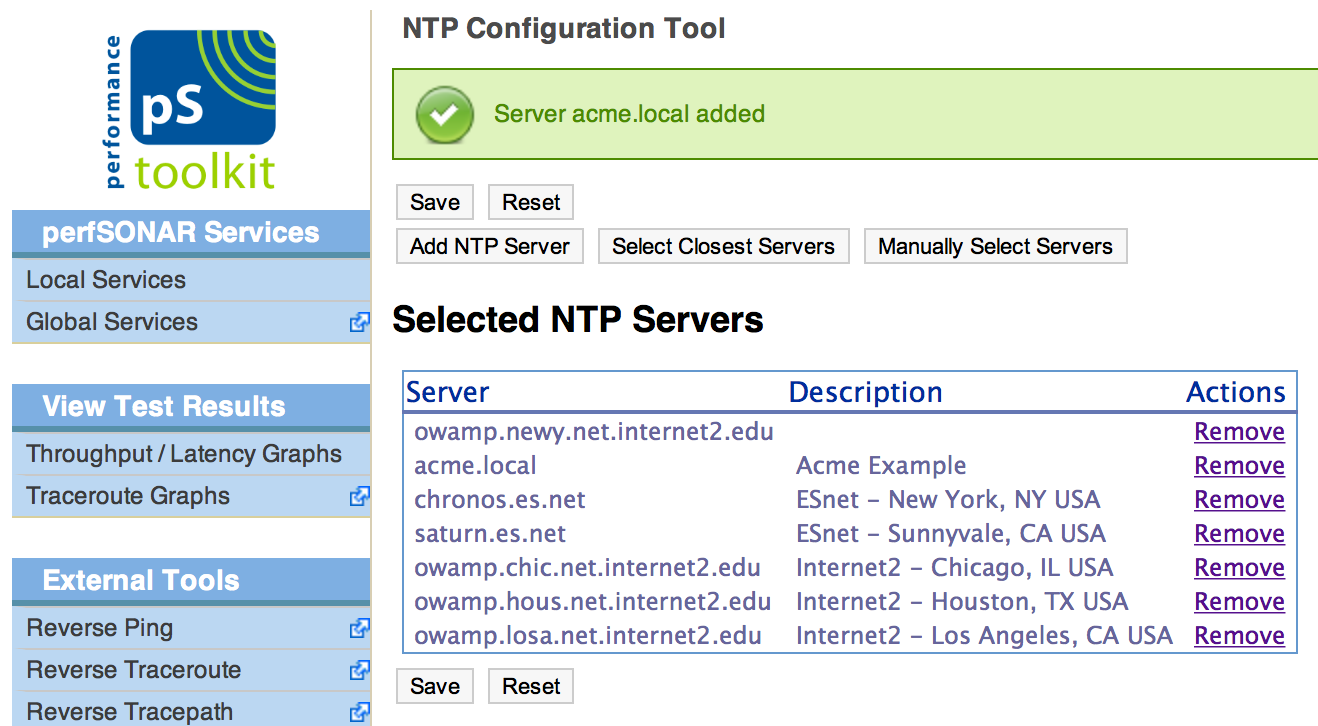 performance
pS
toolkit
perfSONAR Services
Local Services
Global Services
View Test Results
Throughput / Latency Graphs
Traceroute Graphs
External Tools
Reverse Ping
Reverse Traceroute
Reverse Tracepath
NTP Configuration Tool
Server acme.local added
Save Reset
Add NTP Server Select Closest Servers Manually Select Servers
Selected NTP Servers
Server Description Actions
owamp.newy.net.internet2.edu Remove
acme.local Acme Example Remove
chronos.es.net ESnet – New York, NY USA Remove
saturn.es.net ESnet – Sunnyvale, CA USA Remove
owamp.chic.net.internet2.edu Internet2 – Chicago, IL USA Remove
owamp.hous.net.internet2.edu Internet2 – Houston, TX USA Remove
owamp.losa.net.internet2.edu Internet2 – Los Angeles, CA USA Remove
Save Reset